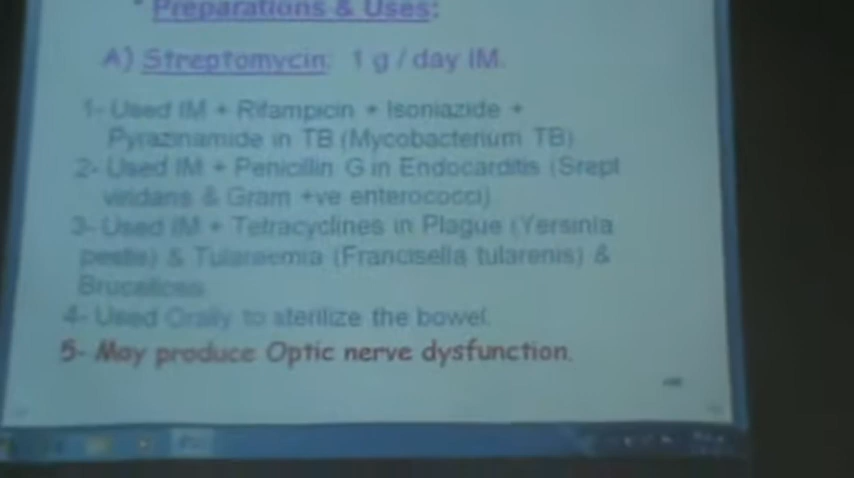 * Preparations & Uses:
A) Streptomycin: 1 g / day IM.
1- Used IM + Rifampicin + Isoniazide +
Pyrazinamide in TB (Mycobacterium TB)
2- Used IM + Penicillin G in Endocarditis (Srept
viridans & Gram +ve enterococci)
3- Used IM + Tetracyclines in Plague (Yersinia
pestis) & Tularaemia (Francisella tularenis) &
Brucellosis
4- Used Orally to sterilize the bowel.
5- May produce Optic nerve dysfunction.